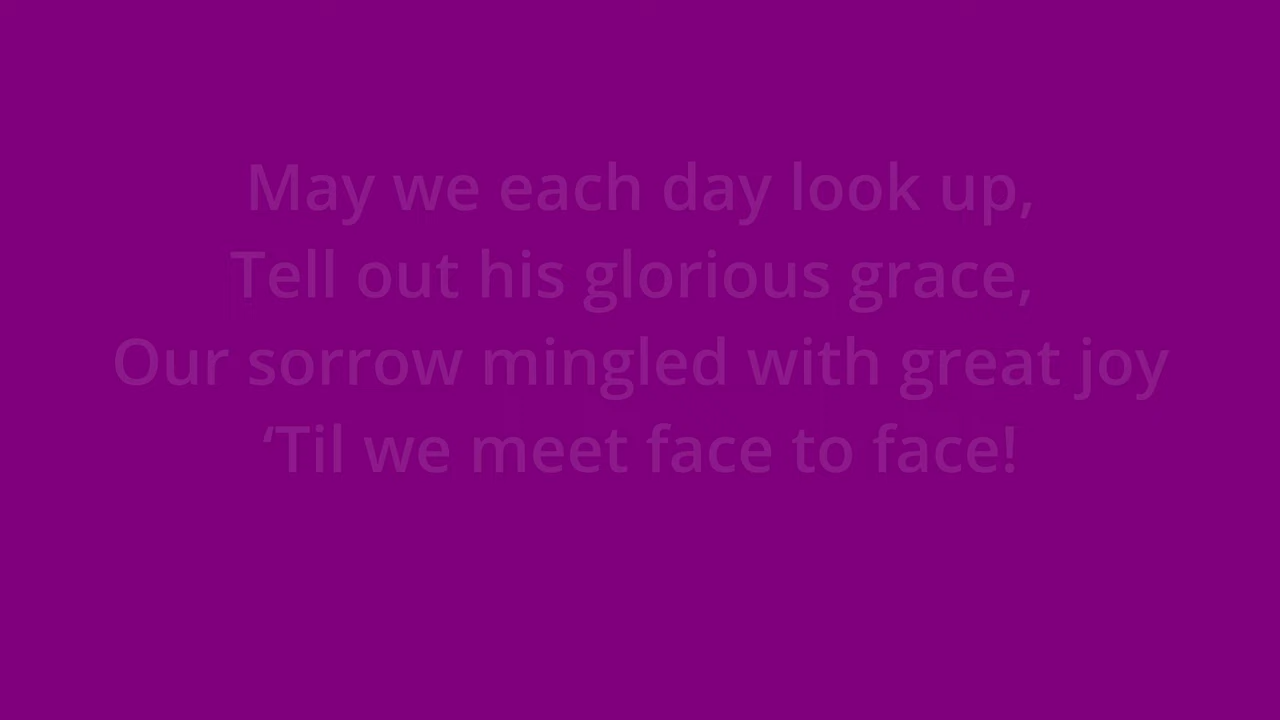 May we each day look up,
Tell out his glorious grace,
Our sorrow mingled with great joy
‘Til we meet face to face!